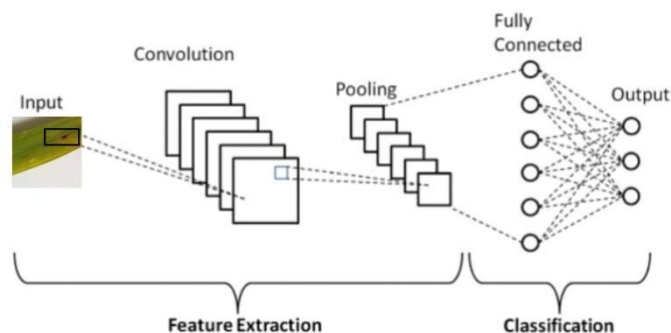 Fully
Connected
Convolution
Pooling
Input
Output
Feature Extraction
Classification